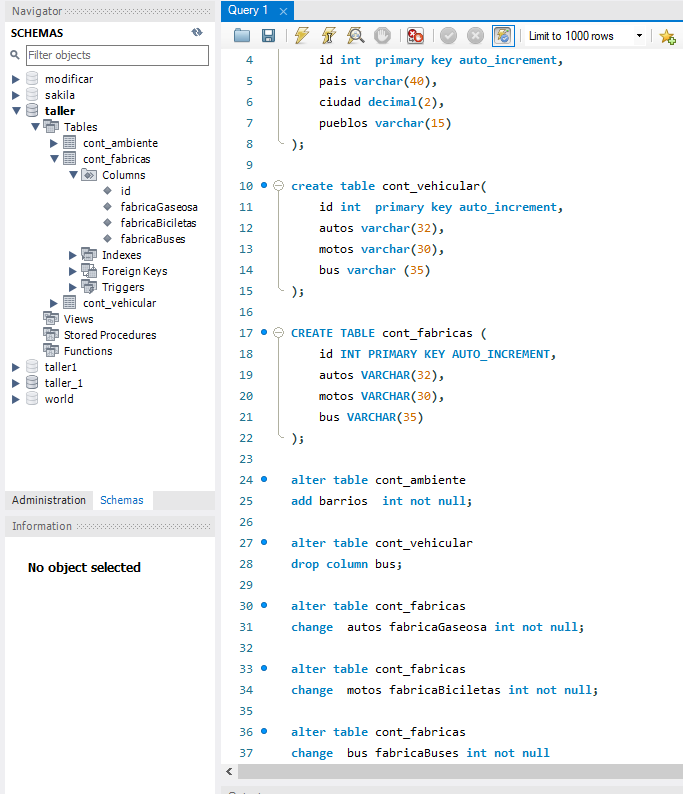 Navigator
SCHEMAS
Filter objects
modificar
sakila
taller
Tables
cont_ambiente
cont_fabricas
Columns
id
fabricaGaseosa
fabricaBiciletas
fabricaBuses
Indexes
Foreign Keys
Triggers
cont_vehicular
Views
Stored Procedures
Functions
taller1
taller_1
world
Administration Schemas
Information
No object selected
Query 1
Limit to 1000 rows
4 id int  primary key auto_increment,
5 pais varchar(40),
6 ciudad decimal(2),
7 pueblos varchar(15)
8 );
9
10 create table cont_vehicular(
11 id int  primary key auto_increment,
12 autos varchar(32),
13 motos varchar(30),
14 bus varchar (35)
15 );
16
17 CREATE TABLE cont_fabricas (
18 id INT PRIMARY KEY AUTO_INCREMENT,
19 autos VARCHAR(32),
20 motos VARCHAR(30),
21 bus VARCHAR(35)
22 );
23
24 alter table cont_ambiente
25 add barrios  int not null;
26
27 alter table cont_vehicular
28 drop column bus;
29
30 alter table cont_fabricas
31 change  autos fabricaGaseosa int not null;
32
33 alter table cont_fabricas
34 change  motos fabricaBiciletas int not null;
35
36 alter table cont_fabricas
37 change  bus fabricaBuses int not null